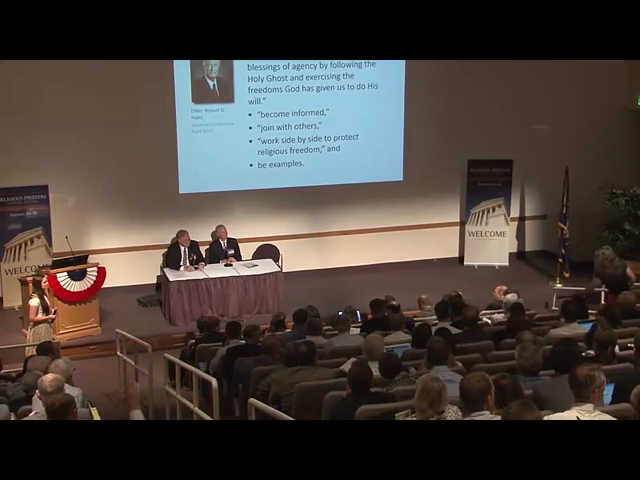 blessings of agency by following the
Holy Ghost and exercising the
freedoms God has given us to do His
will."
Elder Robert D.
Hales
General Conference
▪ "become informed,"
▪ "join with others,"
▪ "work side by side to protect
religious freedom," and
▪ be examples.
RELIGIOUS FREEDOM
WELCOME
WELCOME